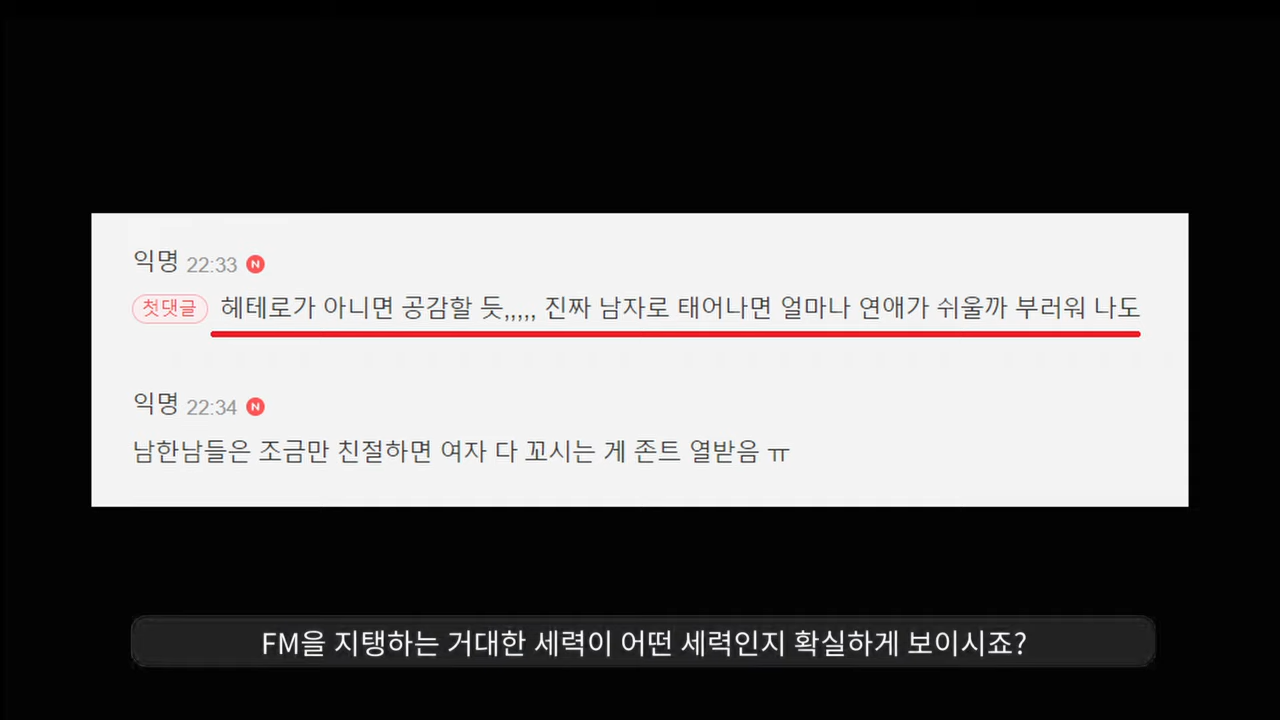 익명 22:33 N
첫댓글 헤테로가 아니면 공감할 듯,,,,, 진짜 남자로 태어나면 얼마나 연애가 쉬울까 부러워 나도
익명 22:34 N
남한남들은 조금만 친절하면 여자 다 꼬시는 게 존트 열받음 ㅠ
FM을 지탱하는 거대한 세력이 어떤 세력인지 확실하게 보이시죠?